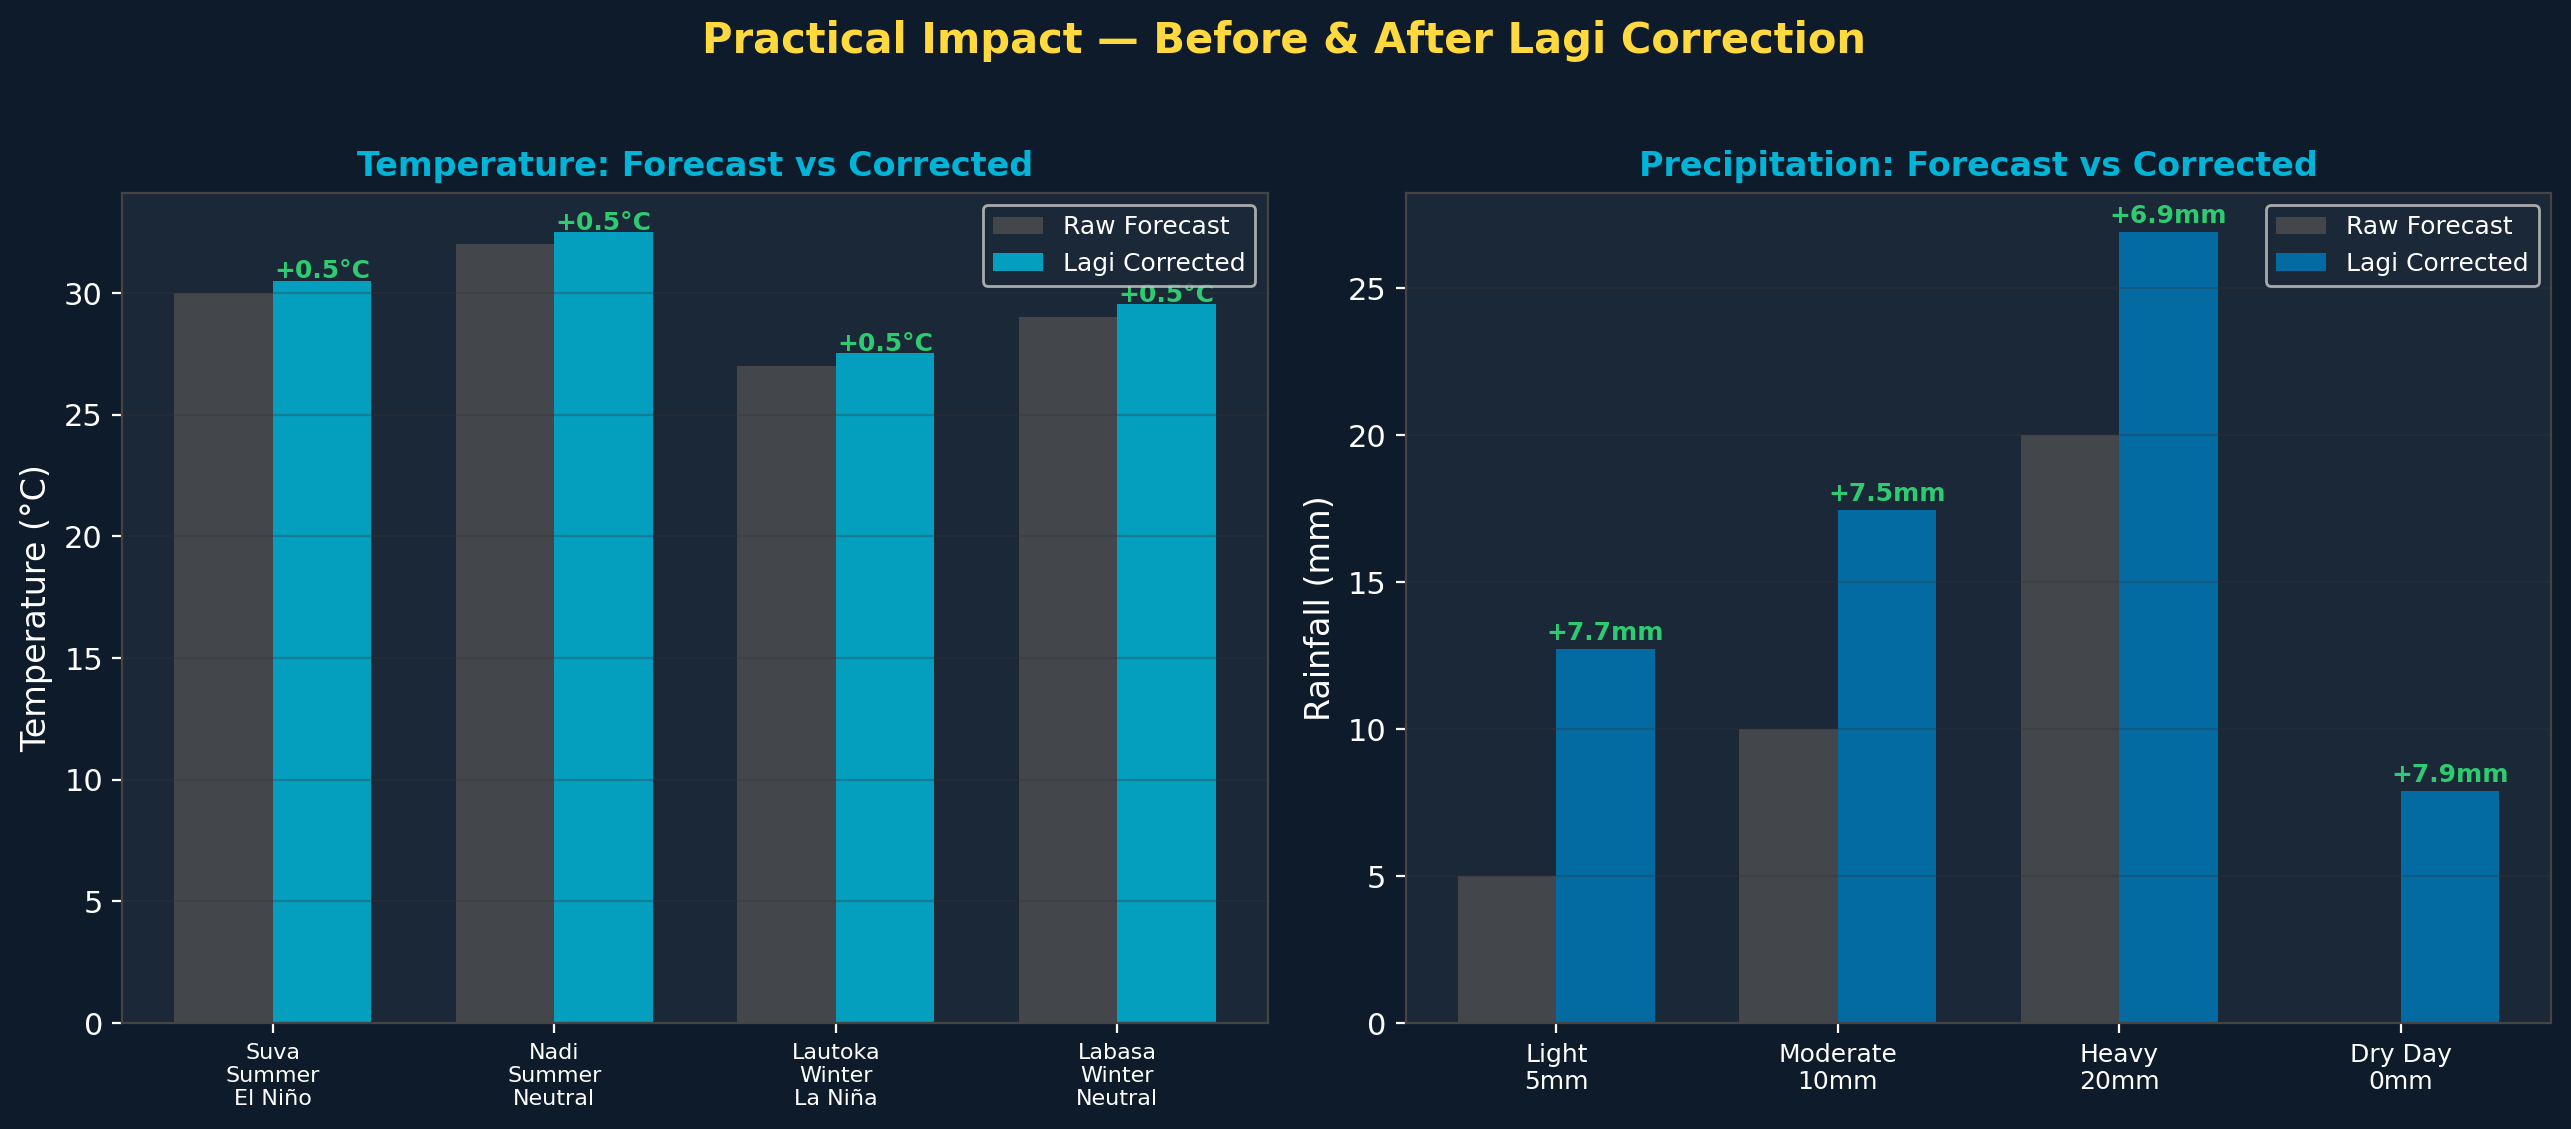 Practical Impact — Before & After Lagi Correction
Temperature: Forecast vs Corrected
Temperature (°C)
30
25
20
15
10
5
0
+0.5°C
+0.5°C
+0.5°C
+0.5°C
Raw Forecast
Lagi Corrected
Suva
Summer
El Niño
Nadi
Summer
Neutral
Lautoka
Winter
La Niña
Labasa
Winter
Neutral
Precipitation: Forecast vs Corrected
Rainfall (mm)
25
20
15
10
5
0
+7.7mm
+7.5mm
+6.9mm
+7.9mm
Raw Forecast
Lagi Corrected
Light
5mm
Moderate
10mm
Heavy
20mm
Dry Day
0mm